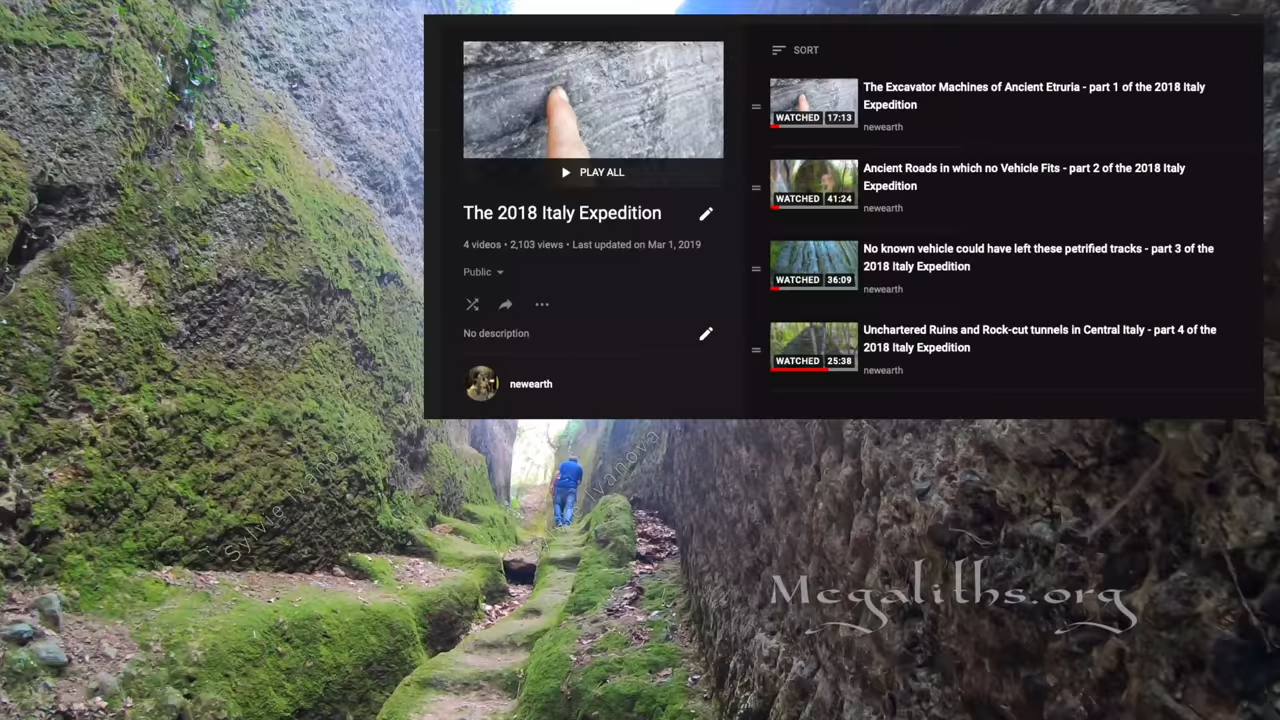 PLAY ALL
The 2018 Italy Expedition
4 videos • 2,103 views • Last updated on Mar 1, 2019
Public
No description
newearth
SORT
The Excavator Machines of Ancient Etruria - part 1 of the 2018 Italy
Expedition
WATCHED 17:13
newearth
Ancient Roads in which no Vehicle Fits - part 2 of the 2018 Italy
Expedition
WATCHED 41:24
newearth
No known vehicle could have left these petrified tracks - part 3 of the
2018 Italy Expedition
WATCHED 36:09
newearth
Unchartered Ruins and Rock-cut tunnels in Central Italy - part 4 of the
2018 Italy Expedition
WATCHED 25:38
newearth
Sylvie Ivanova
Sylvie Ivanova
Megaliths.org